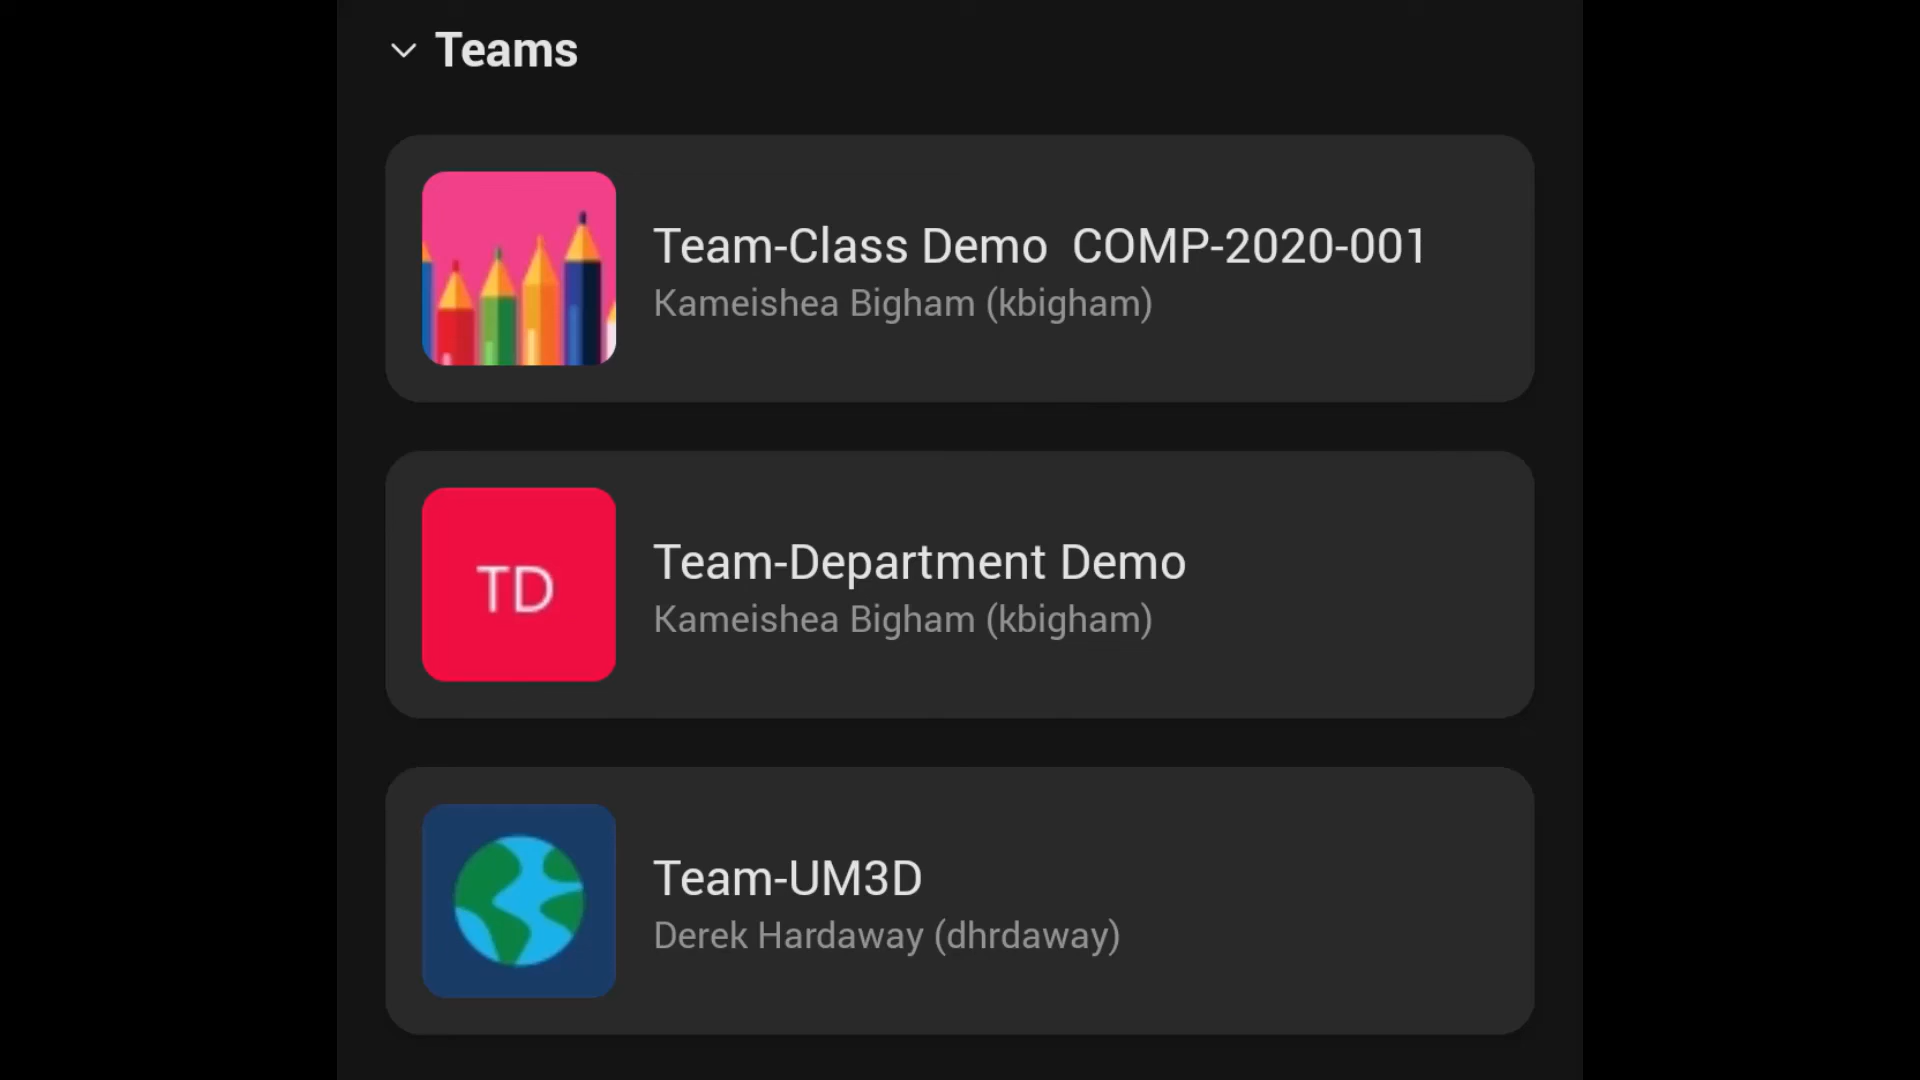 Teams
Team-Class Demo  COMP-2020-001
Kameishea Bigham (kbigham)
TD
Team-Department Demo
Kameishea Bigham (kbigham)
Team-UM3D
Derek Hardaway (dhrdaway)